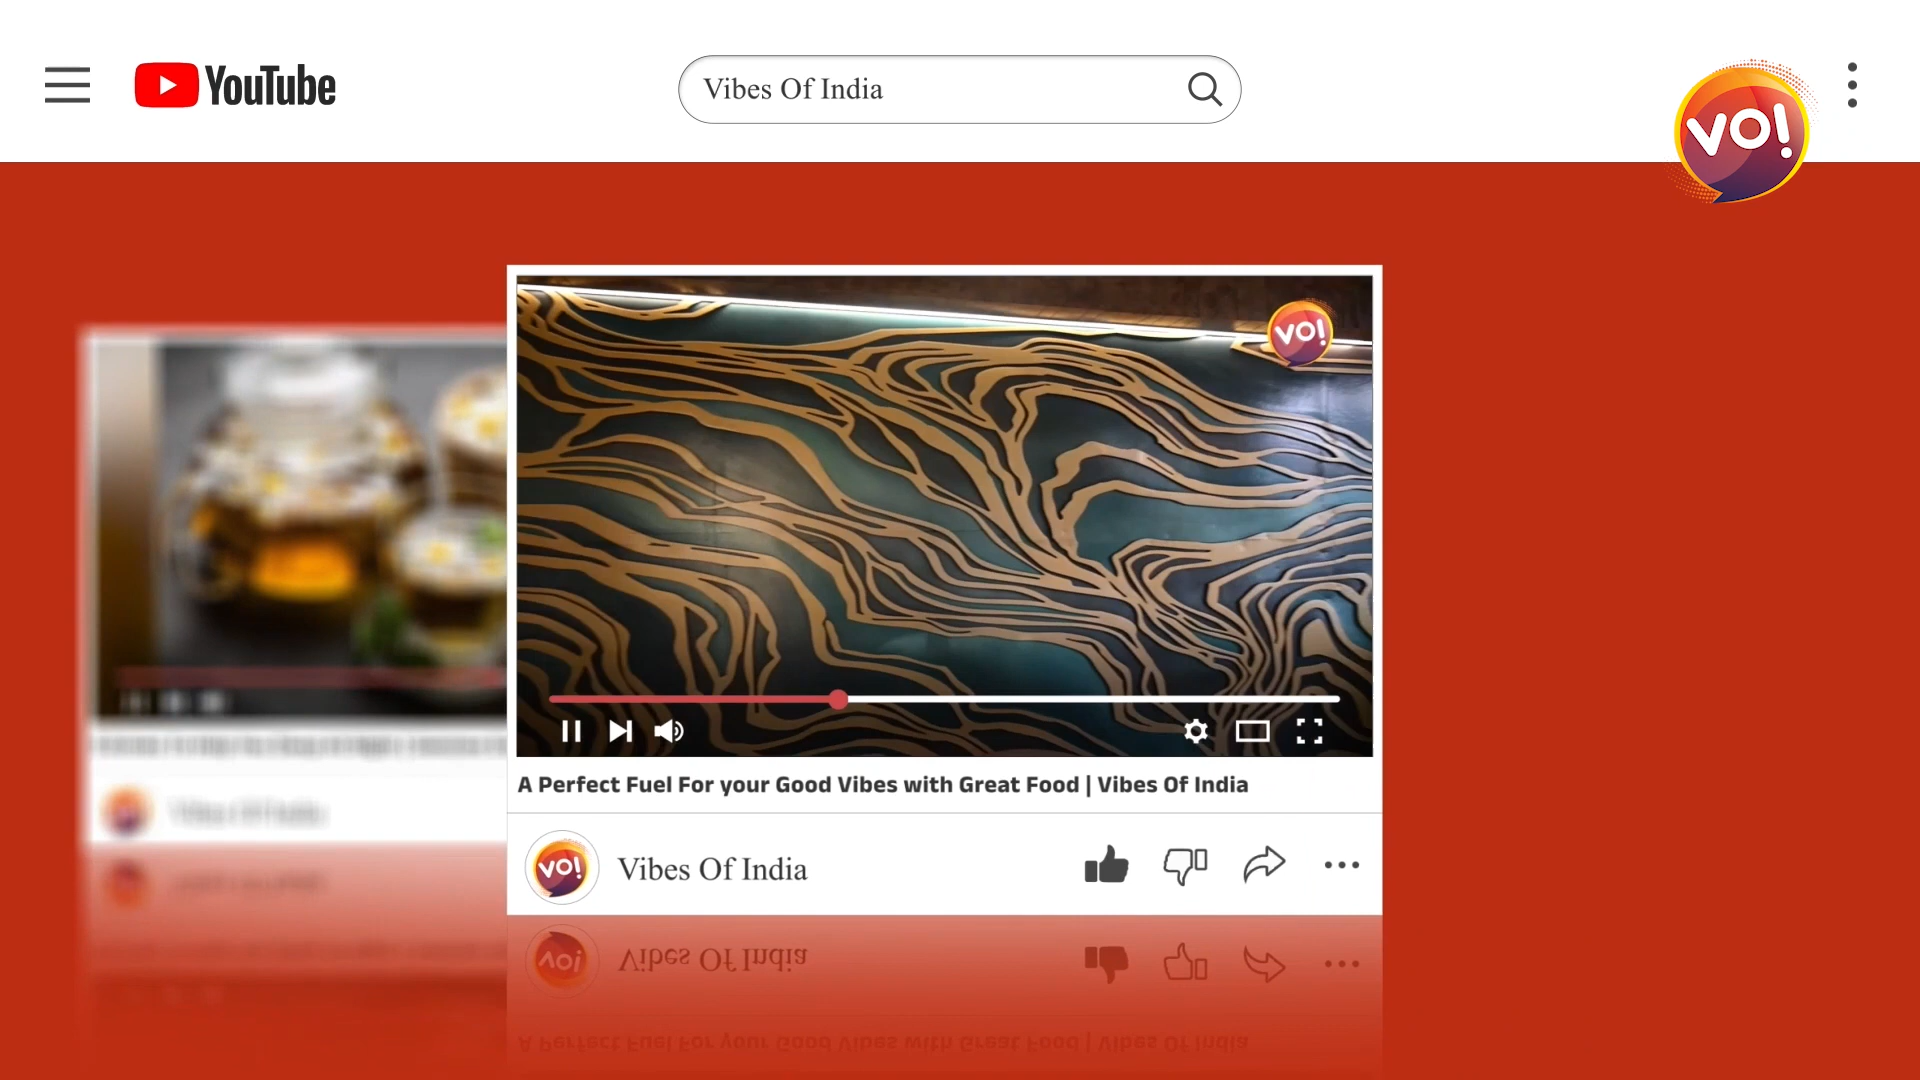 YouTube
Vibes Of India
VO!
VO!
A Perfect Fuel For your Good Vibes with Great Food | Vibes Of India
VO!
Vibes Of India